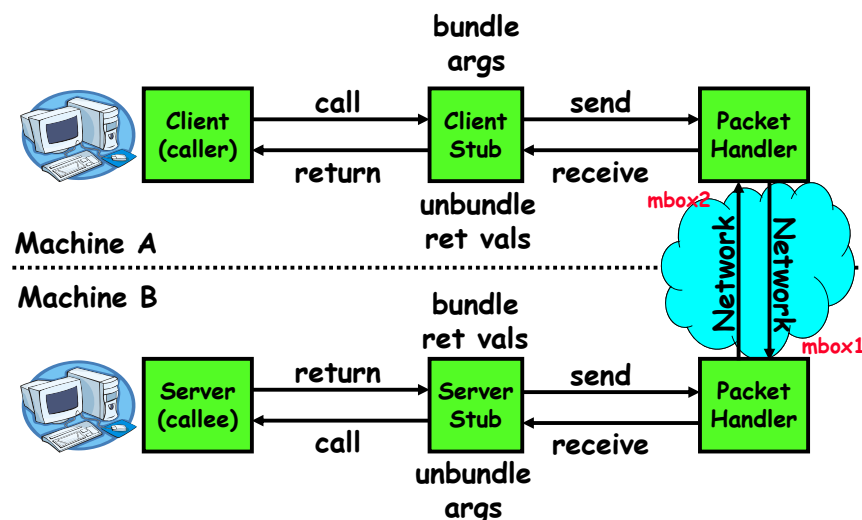 bundle
args
call
send
Client
(caller)
Client
Stub
Packet
Handler
return
receive
unbundle
ret vals
mbox2
Machine A
Network
Network
Machine B
bundle
ret vals
mbox1
return
send
Server
(callee)
Server
Stub
Packet
Handler
call
receive
unbundle
args